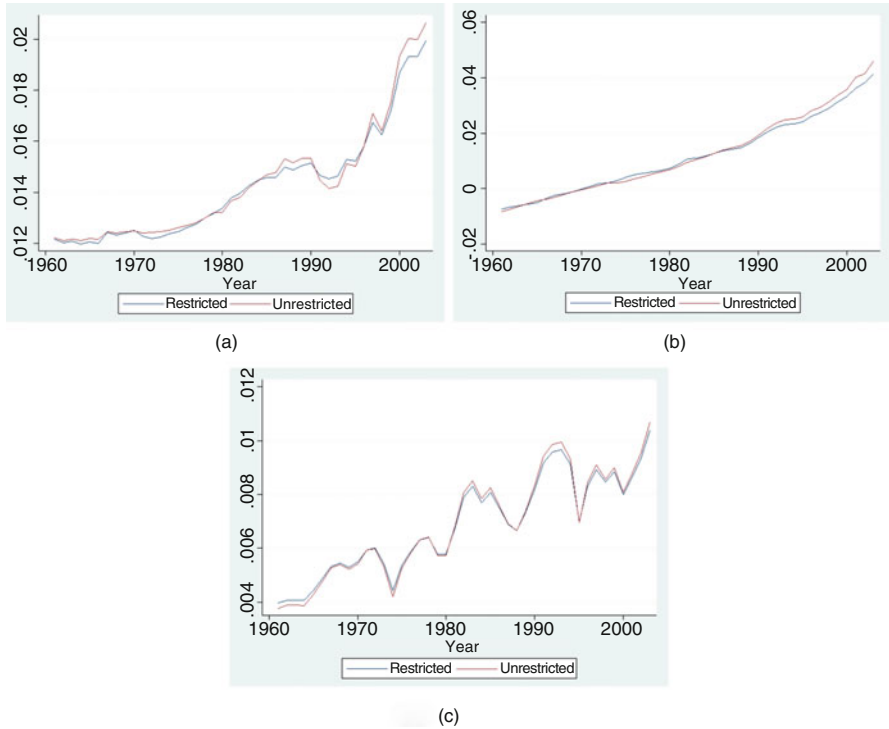 .02
.018
.016
.014
.012
1960 1970 1980 1990 2000
Year
Restricted Unrestricted
(a)
.06
.04
.02
0
-.02
1960 1970 1980 1990 2000
Year
Restricted Unrestricted
(b)
.012
.01
.008
.006
.004
1960 1970 1980 1990 2000
Year
Restricted Unrestricted
(c)